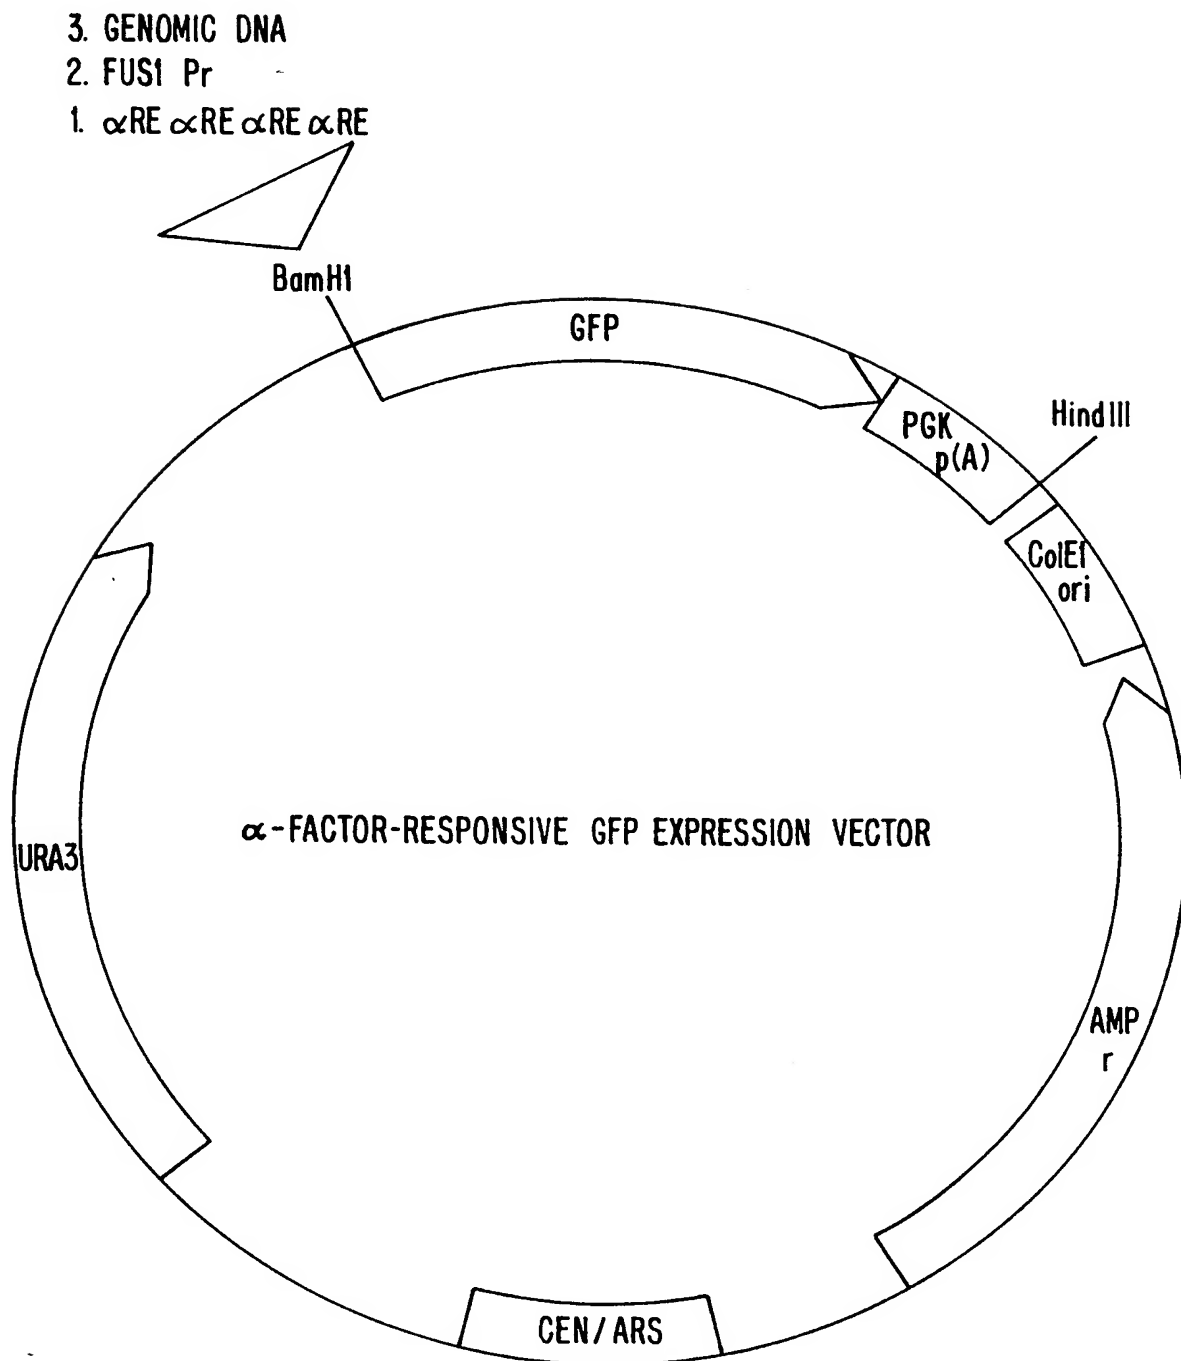 3. GENOMIC DNA
2. FUS1 Pr
1. αRE αRE αRE αRE
BamH1
GFP
PGK
p(A)
HindIII
ColE1
ori
URA3
α-FACTOR-RESPONSIVE GFP EXPRESSION VECTOR
AMP
r
CEN/ARS